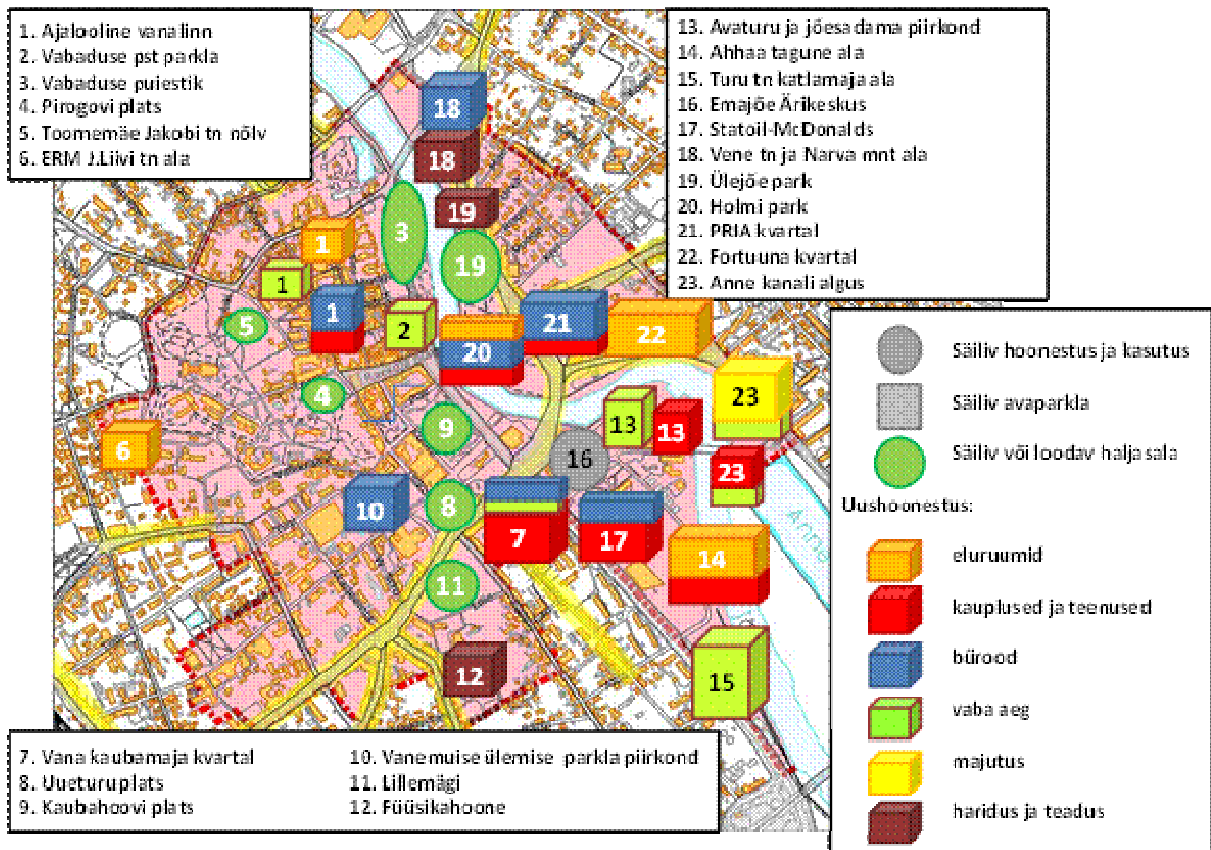 1. Ajalooline vanalinn
2. Vabaduse pst parkla
3. Vabaduse puiestik
4. Pirogovi plats
5. Toomemäe Jakobi tn nõlv
6. ERM J.Liivi tn ala
13. Avaturu ja jõesadama piirkond
14. Ahhaa tagune ala
15. Turu tn katlamaja ala
16. Emajõe Ärikeskus
17. Statoil-McDonalds
18. Vene tn ja Narva mnt ala
19. Ülejõe park
20. Holmi park
21. PRIA kvartal
22. Fortuuna kvartal
23. Anne kanali algus
18
18
19
3
1
19
1
1
5
2
21
22
20
4
23
13
13
9
6
16
23
10
8
7
17
14
11
12
15
Anne
Säiliv hoonestus ja kasutus
Säiliv avaparkla
Säiliv või loodav haljasala
Uushoonestus:
eluruumid
kauplused ja teenused
bürood
vaba aeg
majutus
haridus ja teadus
7. Vana kaubamaja kvartal
8. Uueturu plats
9. Kaubahoovi plats
10. Vanemuise ülemise parkla piirkond
11. Lillemägi
12. Füüsikahoone